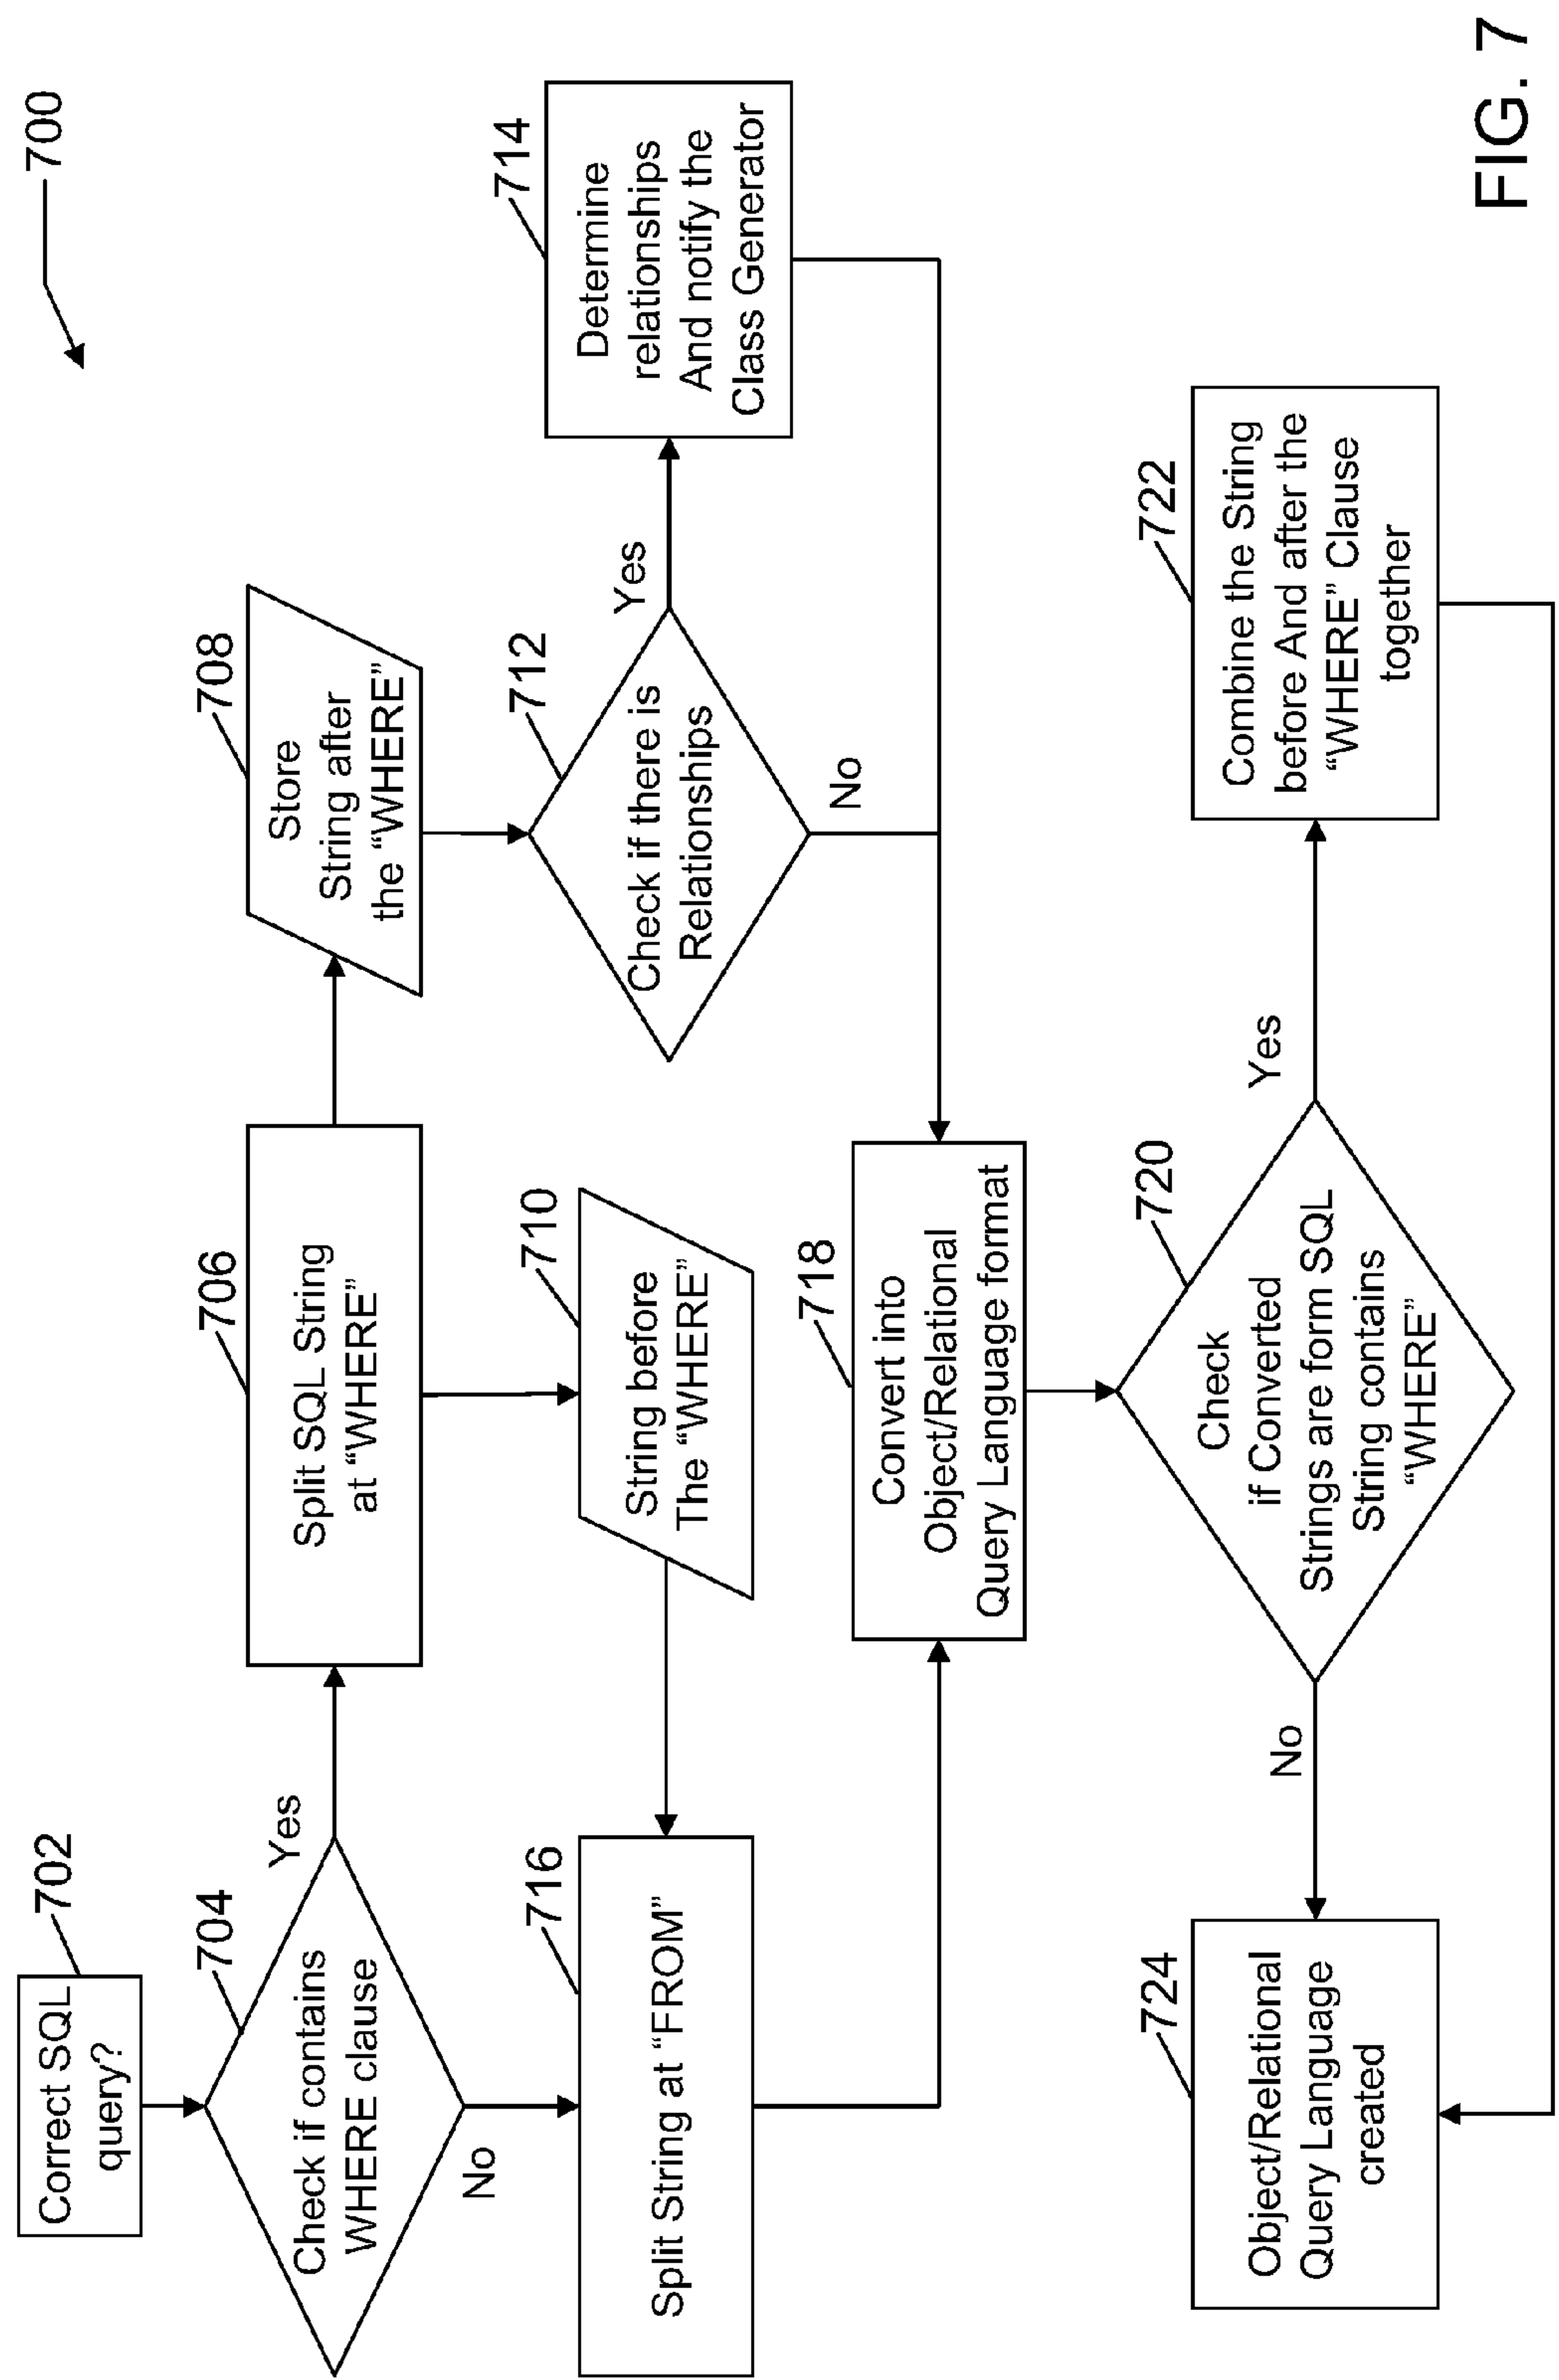 700
702
Correct SQL
query?
704
Check if contains
WHERE clause
Yes
No
706
Split SQL String
at “WHERE”
708
Store
String after
the “WHERE”
710
String before
The “WHERE”
712
Check if there is
Relationships
Yes
No
714
Determine
relationships
And notify the
Class Generator
716
Split String at “FROM”
718
Convert into
Object/Relational
Query Language format
720
Check
if Converted
Strings are form SQL
String contains
“WHERE”
Yes
No
722
Combine the String
before And after the
“WHERE” Clause
together
724
Object/Relational
Query Language
created
FIG. 7